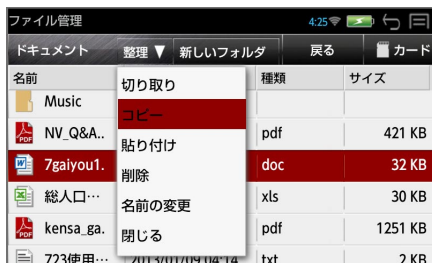 ファイル管理 4:25
ドキュメント 整理 ▼ 新しいフォルダ 戻る カード
名前 種類 サイズ
切り取り
Music
コピー
NV_Q&A.. pdf 421 KB
貼り付け
7gaiyou1. doc 32 KB
削除
総人口… xls 30 KB
名前の変更
kensa_ga. pdf 1251 KB
閉じる
723使用… 2013/01/09 04:14 txt 2 KB